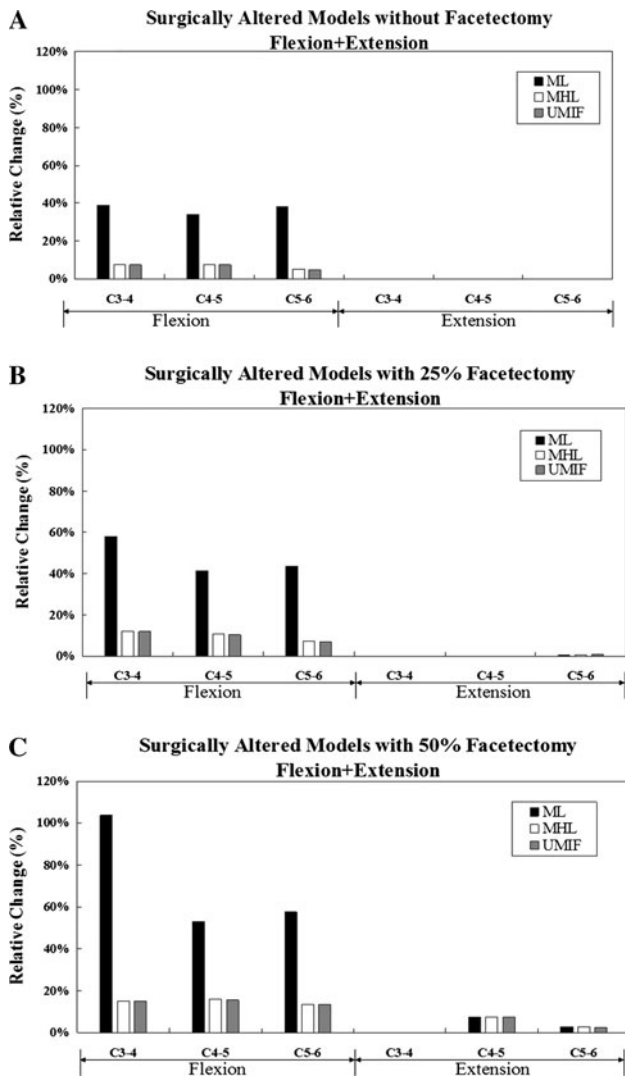 A
Surgically Altered Models without Facetectomy
Flexion+Extension
Relative Change (%)
120%
100%
80%
60%
40%
20%
0%
ML
MHL
UMIF
C3-4 C4-5 C5-6 C3-4 C4-5 C5-6
Flexion Extension
B
Surgically Altered Models with 25% Facetectomy
Flexion+Extension
Relative Change (%)
120%
100%
80%
60%
40%
20%
0%
ML
MHL
UMIF
C3-4 C4-5 C5-6 C3-4 C4-5 C5-6
Flexion Extension
C
Surgically Altered Models with 50% Facetectomy
Flexion+Extension
Relative Change (%)
120%
100%
80%
60%
40%
20%
0%
ML
MHL
UMIF
C3-4 C4-5 C5-6 C3-4 C4-5 C5-6
Flexion Extension